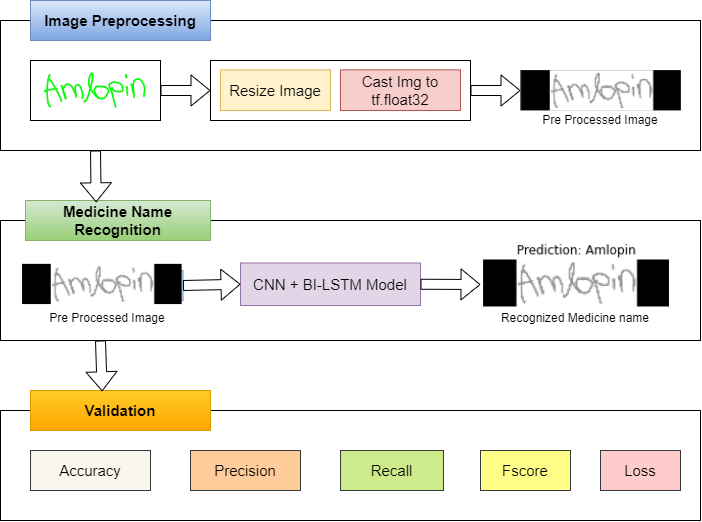 Image Preprocessing
Amlopin
Resize Image
Cast Img to
tf.float32
Amlopin
Pre Processed Image
Medicine Name
Recognition
Amlopin
Pre Processed Image
CNN + BI-LSTM Model
Prediction: Amlopin
Amlopin
Recognized Medicine name
Validation
Accuracy
Precision
Recall
Fscore
Loss